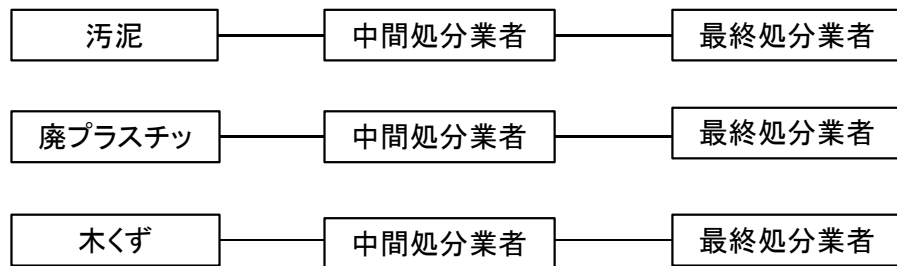 汚泥 中間処分業者 最終処分業者
廃プラスチッ 中間処分業者 最終処分業者
木くず 中間処分業者 最終処分業者